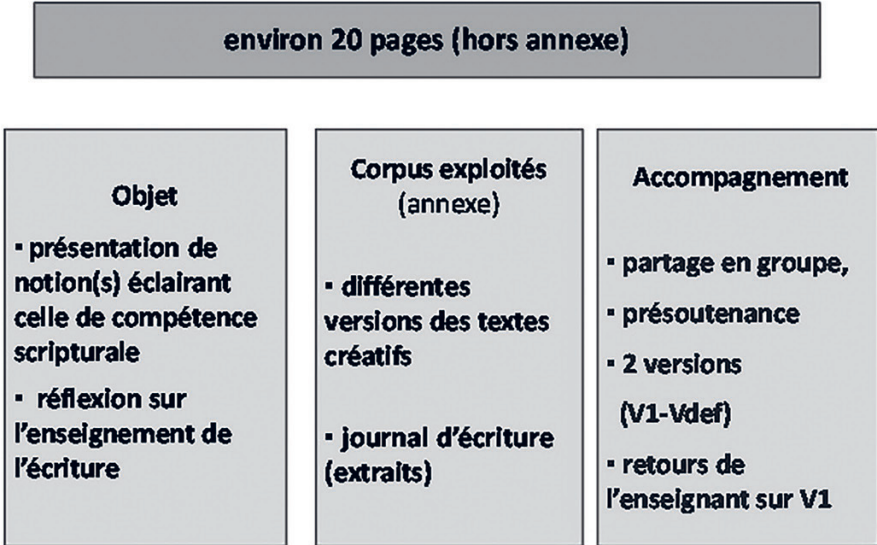 environ 20 pages (hors annexe)
Objet
▪ présentation de
notion(s) éclairant
celle de compétence
scripturale
▪ réflexion sur
l'enseignement de
l'écriture
Corpus exploités
(annexe)
▪ différentes
versions des textes
créatifs
▪ journal d'écriture
(extraits)
Accompagnement
▪ partage en groupe,
▪ présoutenance
▪ 2 versions
(V1-Vdef)
▪ retours de
l'enseignant sur V1